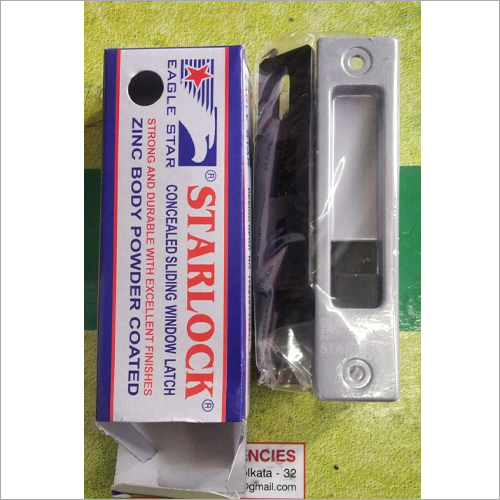 EAGLE STAR
®
STARLOCK®
CONCEALED SLIDING WINDOW LATCH
STRONG AND DURABLE WITH EXCELLENT FINISHES
ZINC BODY POWDER COATED
ENCIES
olkata - 32
@gmail.com